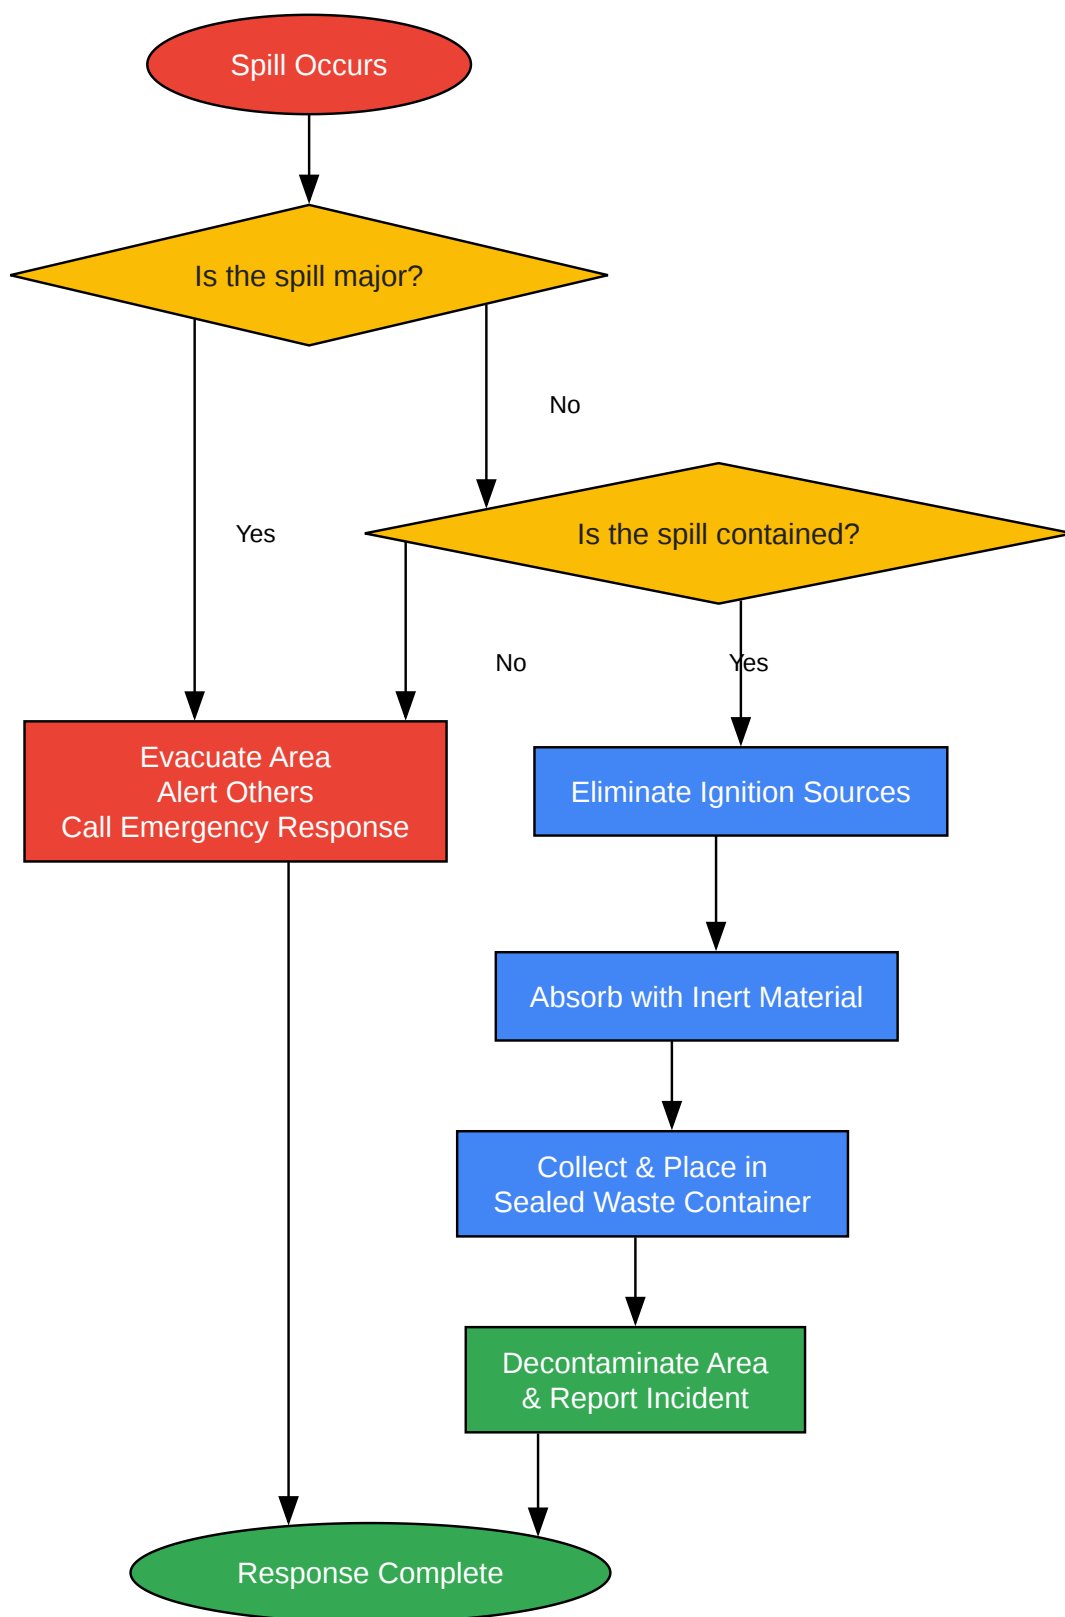 Spill Occurs
Is the spill major?
No
Is the spill contained?
Yes
No
Yes
Evacuate Area
Alert Others
Call Emergency Response
Eliminate Ignition Sources
Absorb with Inert Material
Collect & Place in
Sealed Waste Container
Decontaminate Area
& Report Incident
Response Complete